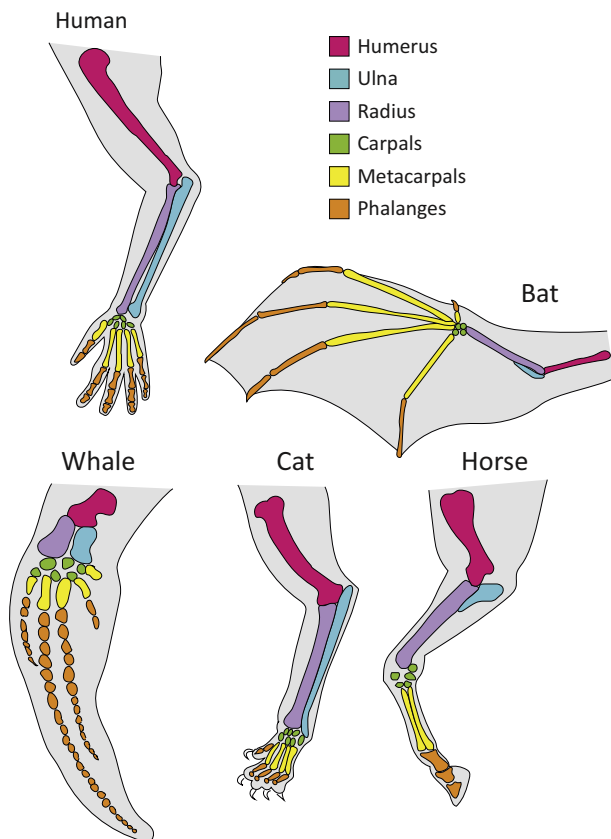 Human
Humerus
Ulna
Radius
Carpals
Metacarpals
Phalanges
Bat
Whale
Cat
Horse